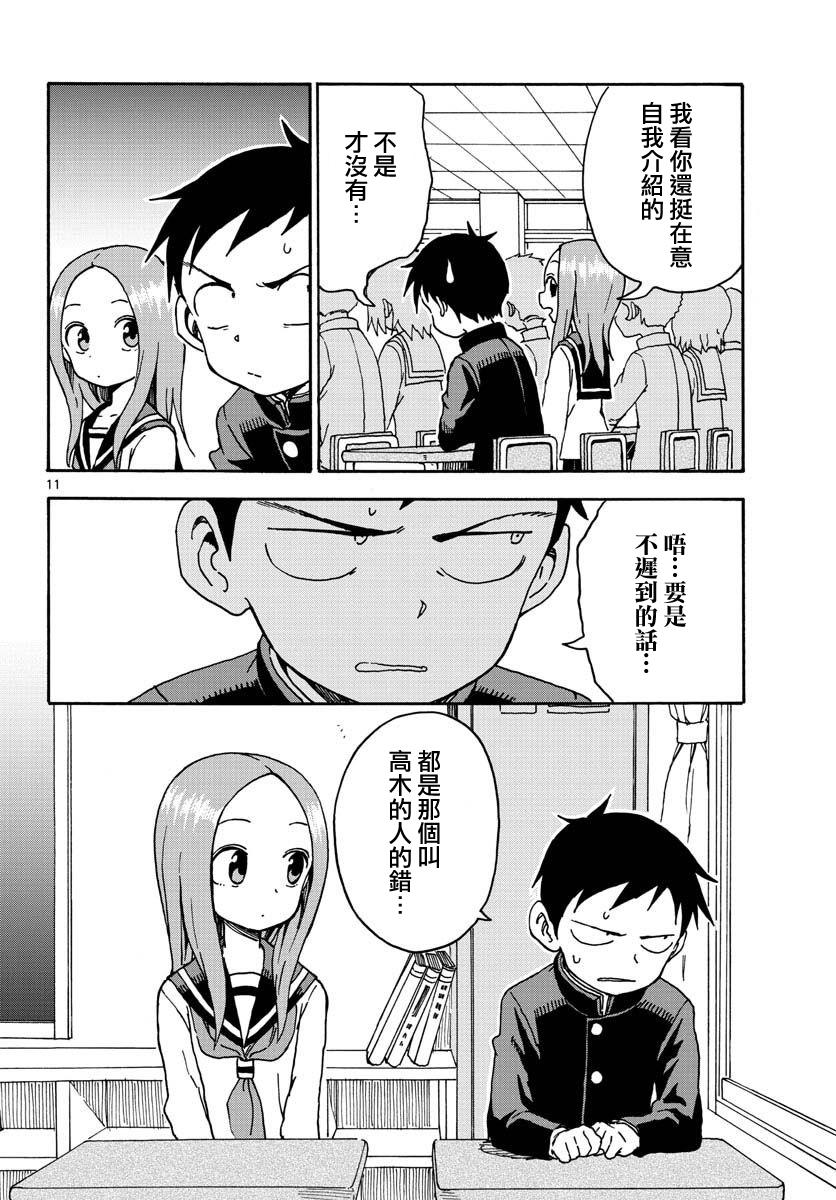 我看你還挺在意
自我介紹的
不是
才沒有…
11
唔…要是
不遲到的話…
都是那個叫
高木的人的錯…